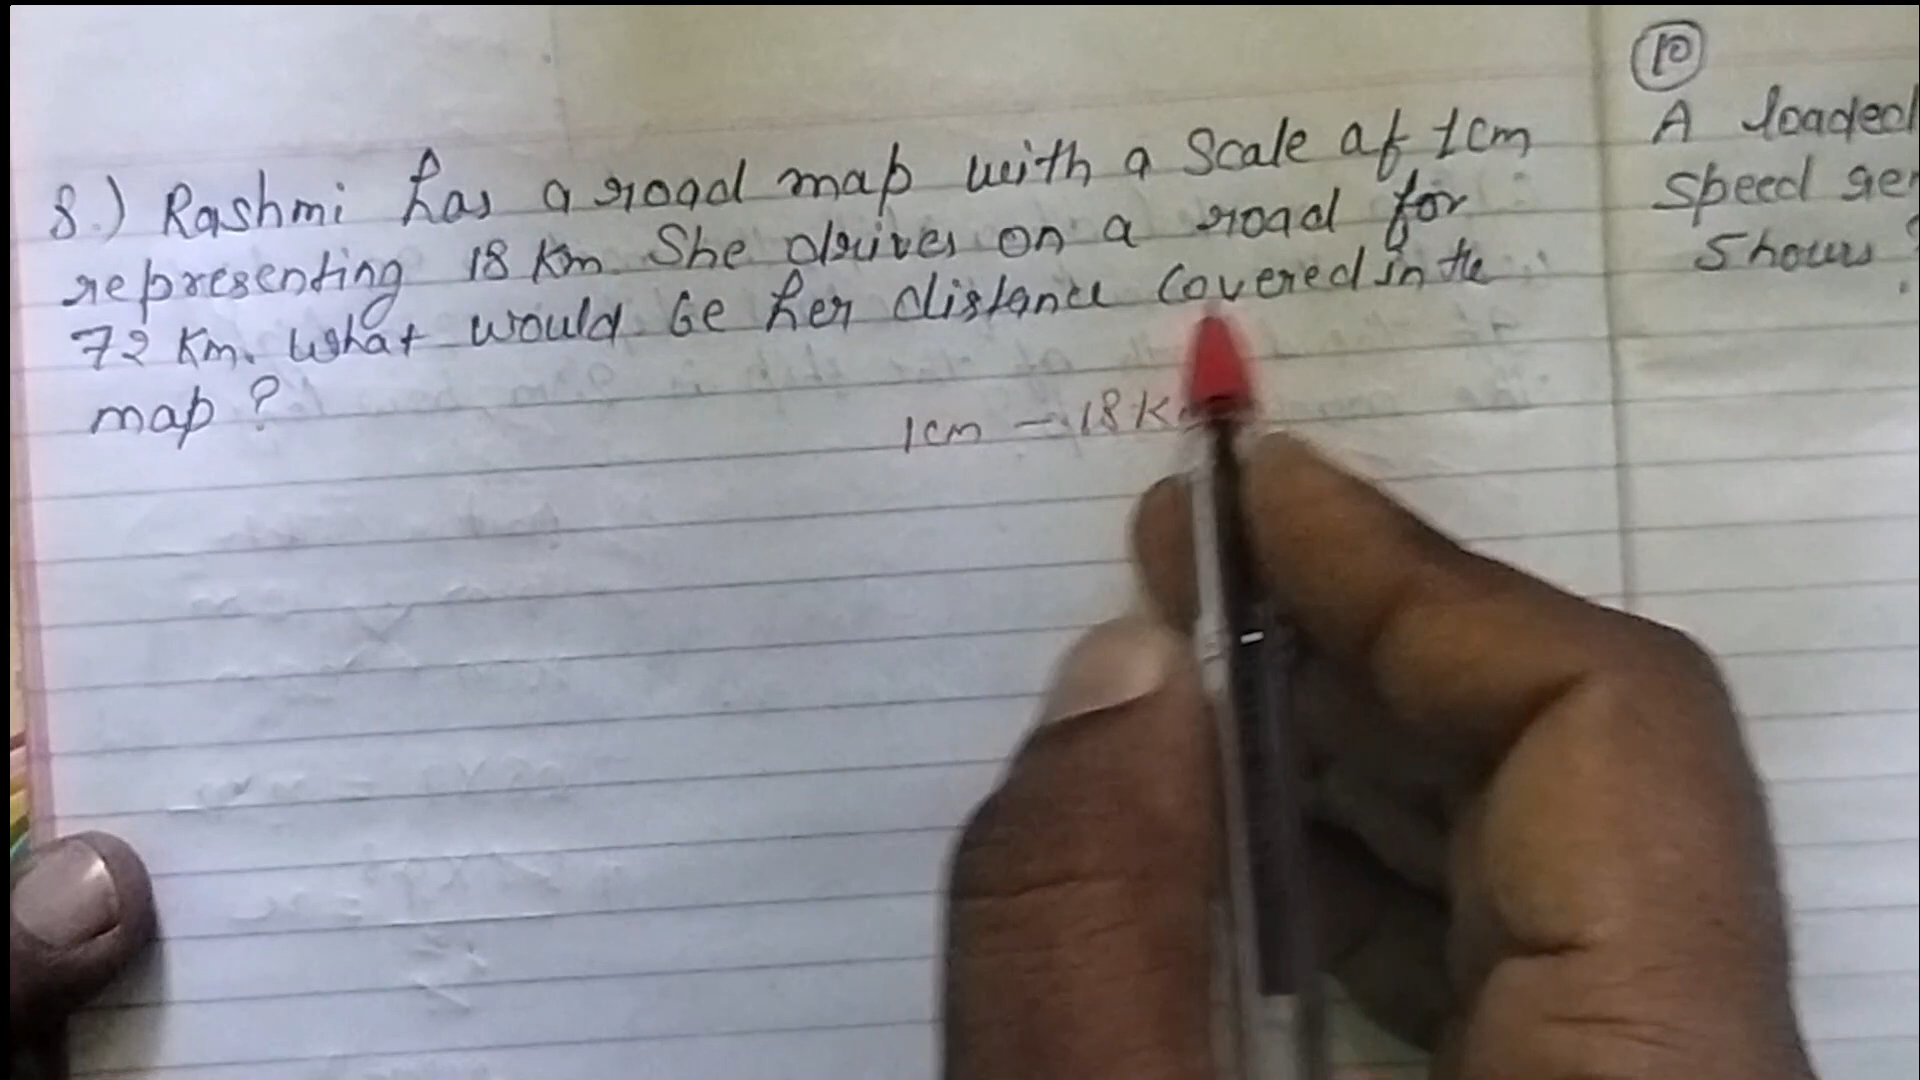 8.) Rashmi has a road map with a scale of 1cm
representing 18 Km. She drives on a road for
72 Km. What would be her distance covered in the
map?
1cm - 18 K
10
A loaded
speed
5 hours